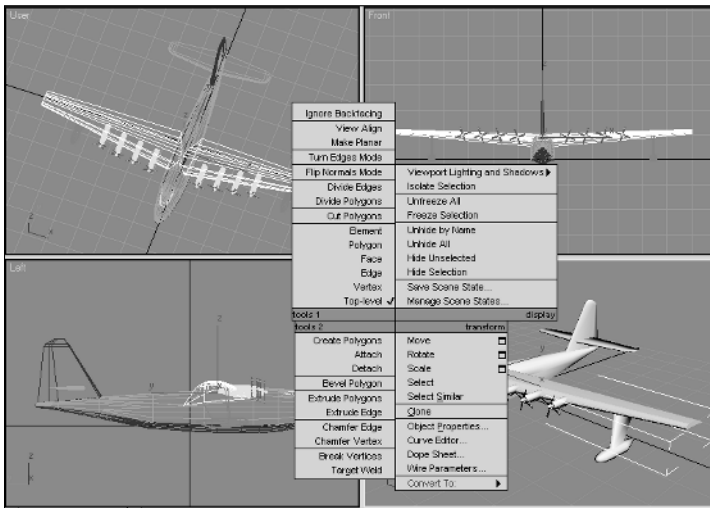 User
Front
Ignore Backfacing
View Align
Make Planar
Turn Edges Mode
Flip Normals Mode
Divide Edges
Divide Polygons
Cut Polygons
Element
Polygon
Face
Edge
Vertex
Top-level
tools 1
Viewport Lighting and Shadows
Isolate Selection
Unfreeze All
Freeze Selection
Unhide by Name
Unhide All
Hide Unselected
Hide Selection
Save Scene State...
Manage Scene States...
display
Left
tools 2
Create Polygons
Attach
Detach
Bevel Polygon
Extrude Polygons
Extrude Edge
Chamfer Edge
Chamfer Vertex
Break Vertices
Target Weld
transform
Move
Rotate
Scale
Select
Select Similar
Clone
Object Properties...
Curve Editor...
Dope Sheet...
Wire Parameters...
Convert To:
z
x
z
y
y
z
x